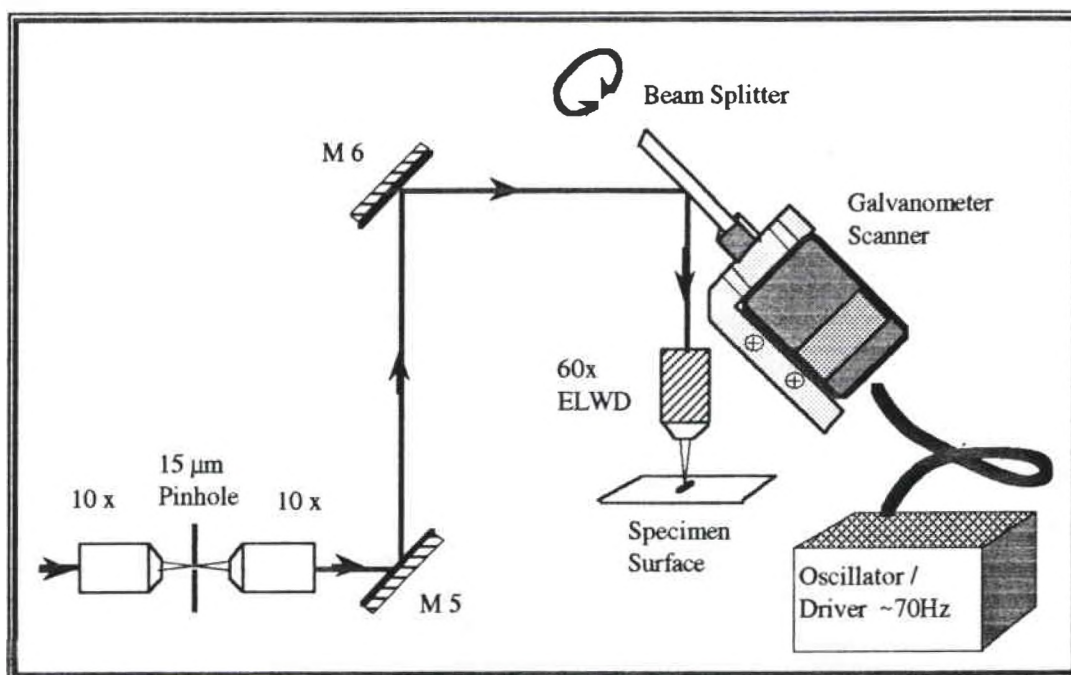 Beam Splitter
M 6
Galvanometer
Scanner
60x
ELWD
15 µm
Pinhole
10 x
10 x
Specimen
Surface
M 5
Oscillator /
Driver ~70Hz